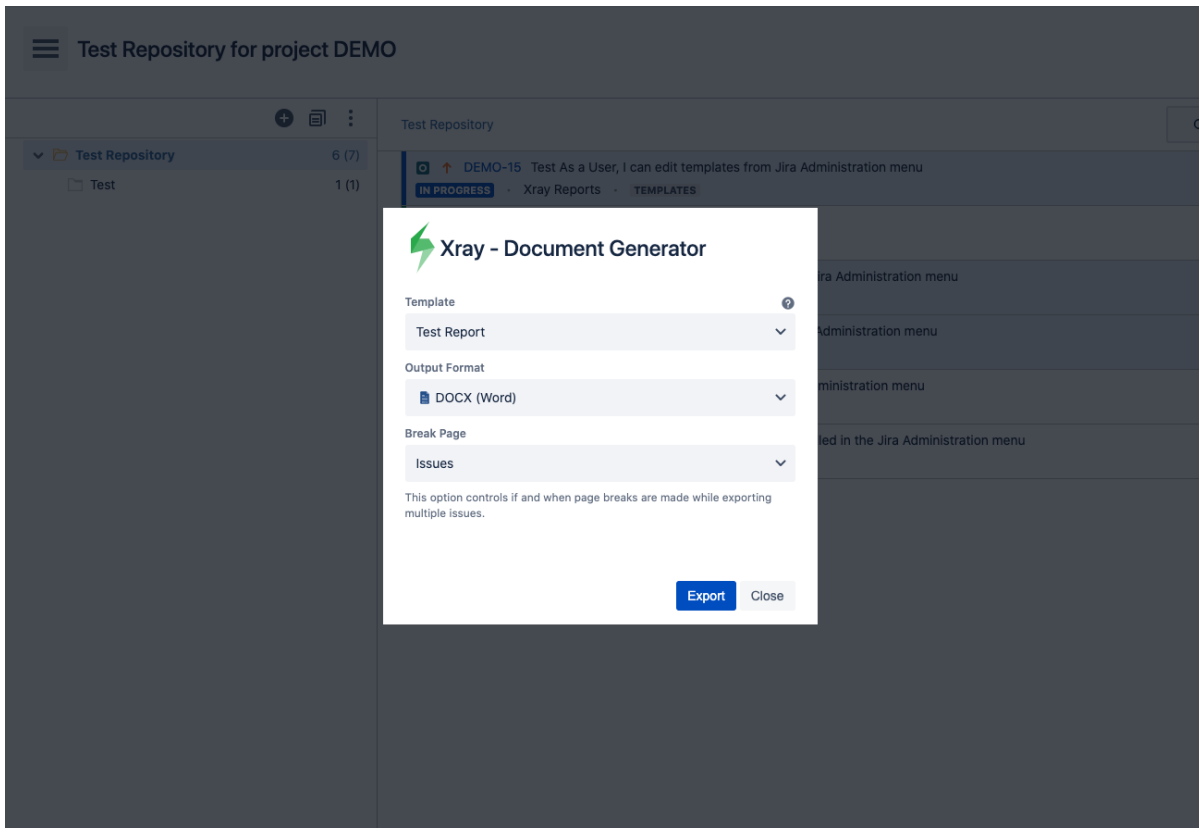 Test Repository for project DEMO
Test Repository
Test Repository 6 (7)
DEMO-15 Test As a User, I can edit templates from Jira Administration menu
Test 1 (1)
IN PROGRESS · Xray Reports · TEMPLATES
Xray - Document Generator
Jira Administration menu
Template
Test Report
Administration menu
Output Format
DOCX (Word)
Break Page
led in the Jira Administration menu
Issues
This option controls if and when page breaks are made while exporting
multiple issues.
Export Close